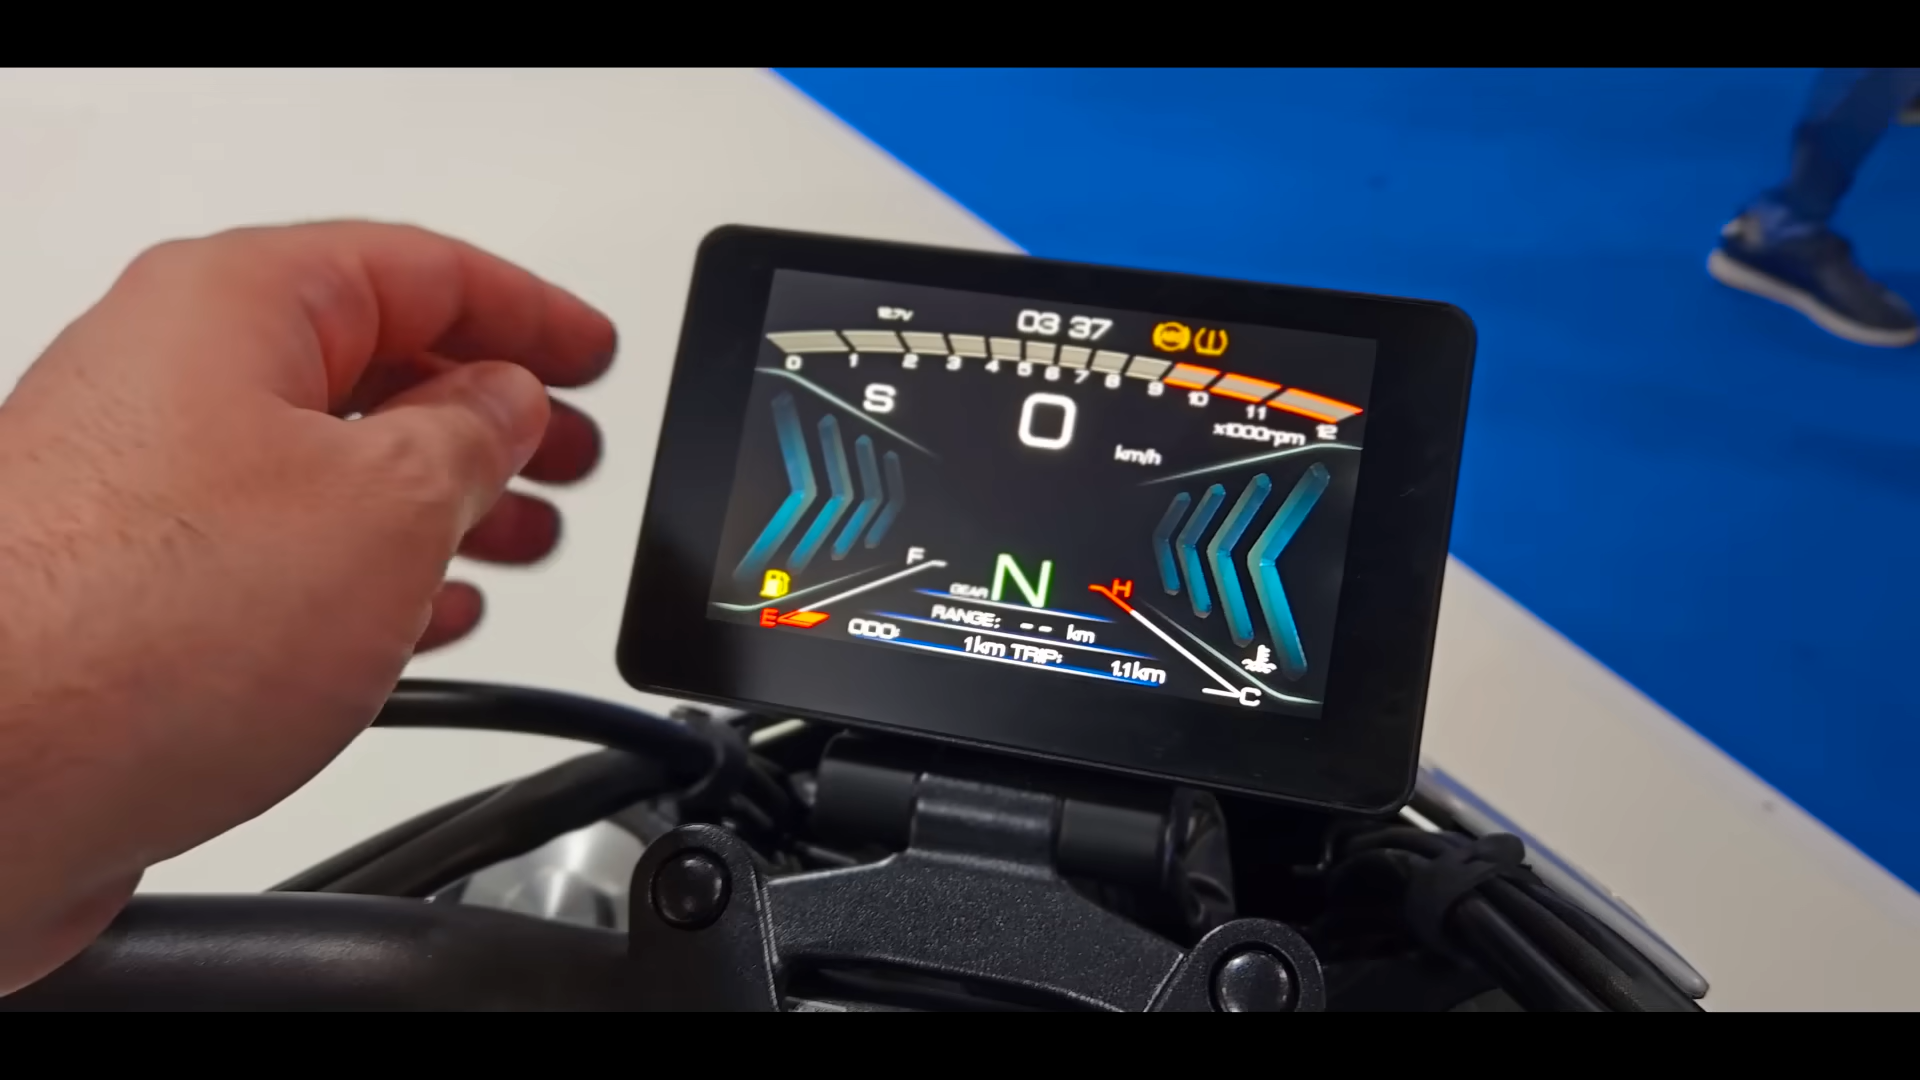 12.7V
03 37
0 1 2 3 4 5 6 7 8 9 10 11 12
x1000rpm
S
0
km/h
F
E
GEAR N
H
C
RANGE: -- km
ODO: 1km TRIP: 1.1km